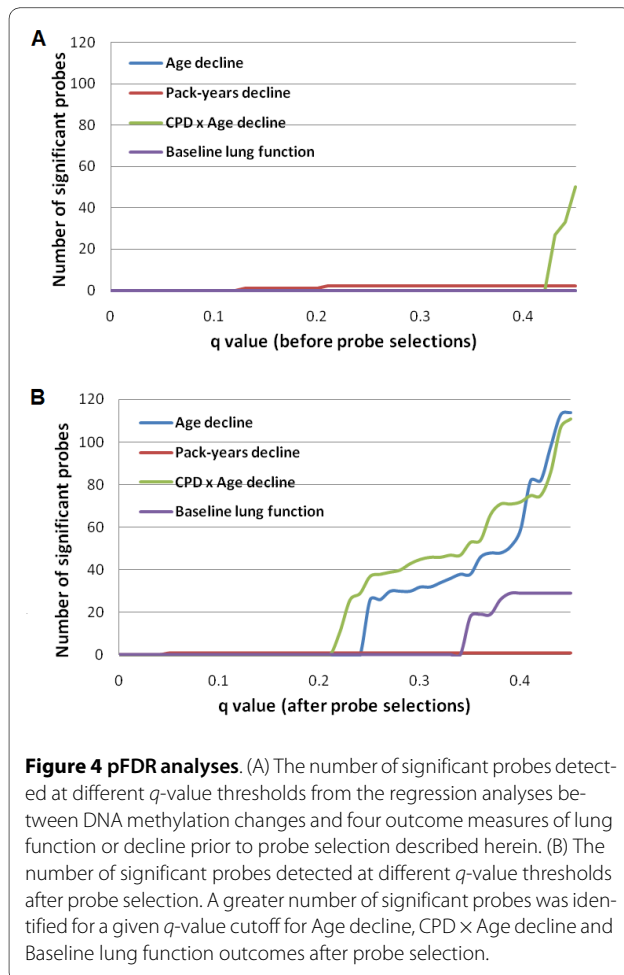 A
120
100
80
60
40
20
0
Number of significant probes
Age decline
Pack-years decline
CPD x Age decline
Baseline lung function
0 0.1 0.2 0.3 0.4
q value (before probe selections)
B
120
100
80
60
40
20
0
Number of significant probes
Age decline
Pack-years decline
CPD x Age decline
Baseline lung function
0 0.1 0.2 0.3 0.4
q value (after probe selections)
Figure 4 pFDR analyses. (A) The number of significant probes detect-
ed at different q-value thresholds from the regression analyses be-
tween DNA methylation changes and four outcome measures of lung
function or decline prior to probe selection described herein. (B) The
number of significant probes detected at different q-value thresholds
after probe selection. A greater number of significant probes was iden-
tified for a given q-value cutoff for Age decline, CPD × Age decline and
Baseline lung function outcomes after probe selection.